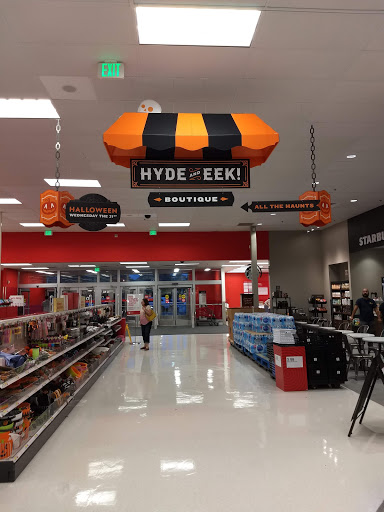 EXIT
HYDE AND EEK!
BOUTIQUE
HALLOWEEN
WEDNESDAY THE 31ST
ALL THE HAUNTS
STARBU